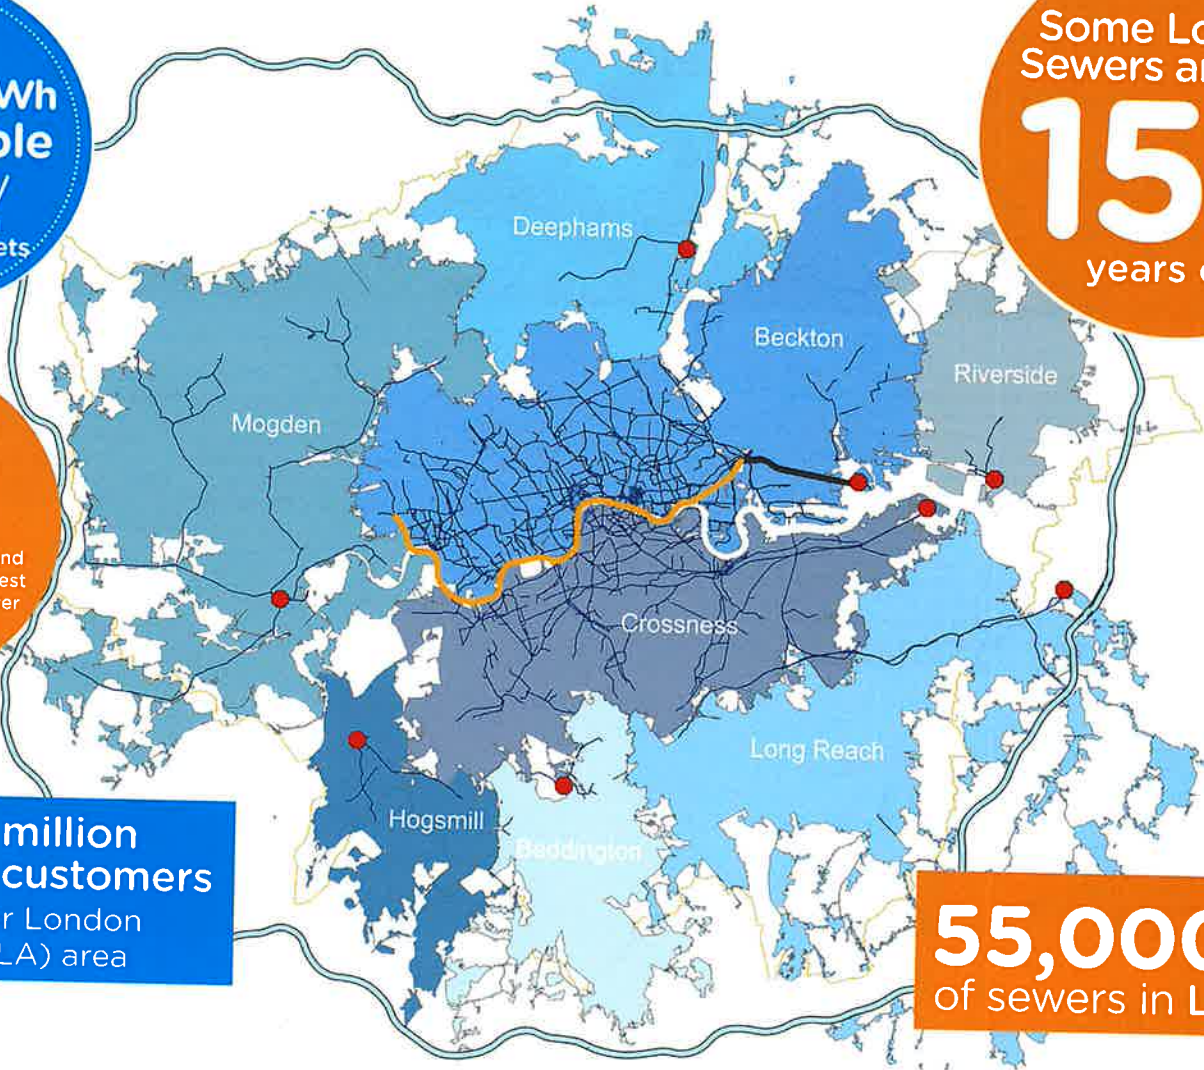 Wh
ble
y
ets
Some Lo
Sewers ar
15
years o
Deephams
Beckton
Riverside
Mogden
nd
est
er
Crossness
Long Reach
Hogsmill
Beddington
million
customers
r London
LA) area
55,000
of sewers in L